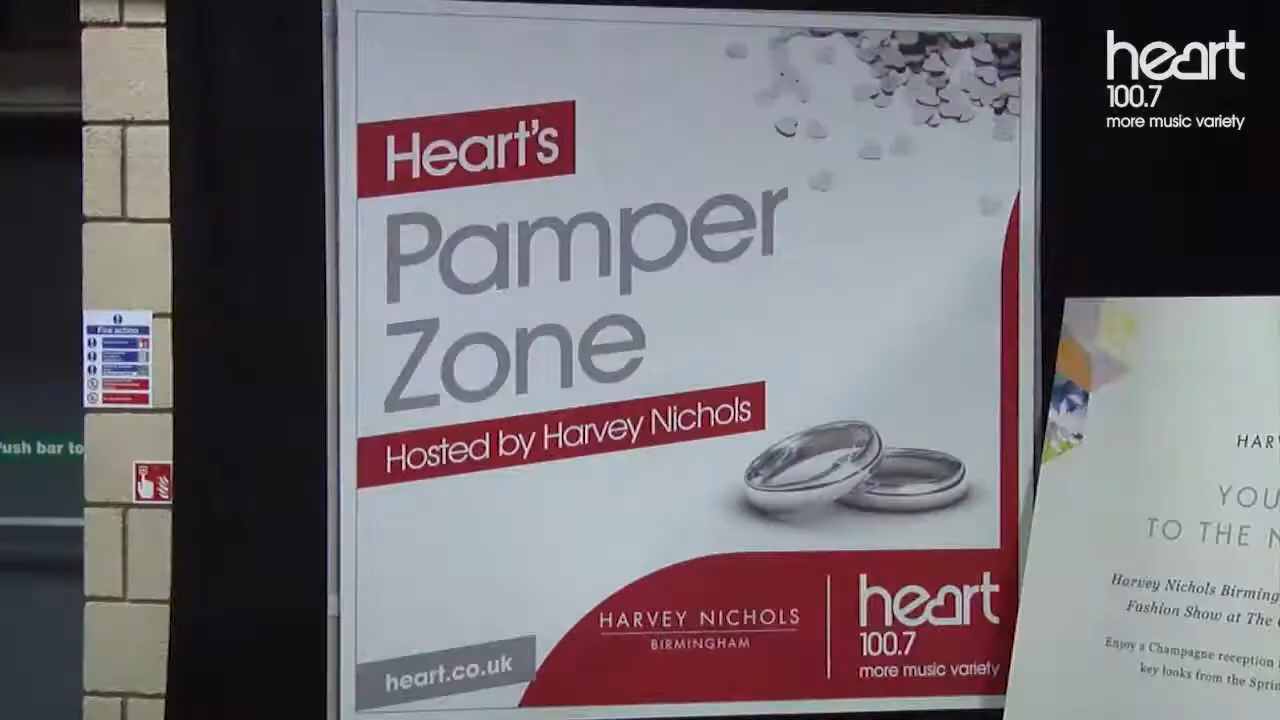 heart
100.7
more music variety
Heart's
Pamper
Zone
Hosted by Harvey Nichols
HARVEY NICHOLS
BIRMINGHAM
heart
100.7
more music variety
heart.co.uk
Fire action
Push bar to
HAR
YOU
TO THE N
Harvey Nichols Birming
Fashion Show at The
Enjoy a Champagne reception
key looks from the Sprin